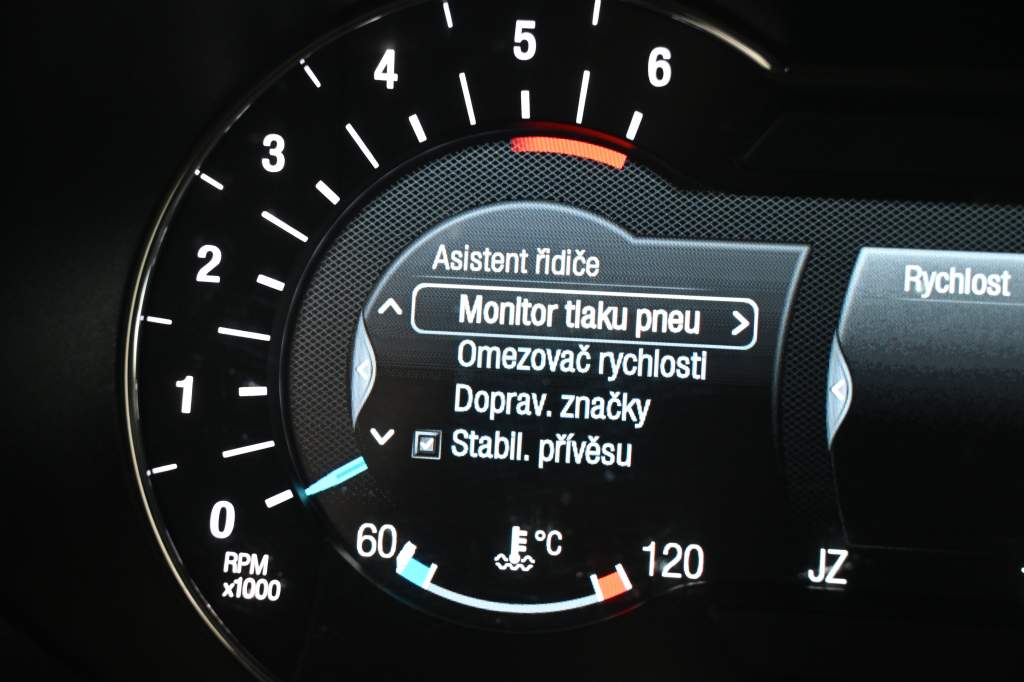 5
4
6
3
2
1
0
RPM
x1000
Asistent řidiče
Monitor tlaku pneu
Omezovač rychlosti
Doprav. značky
Stabil. přívěsu
60
°C
120
Rychlost
JZ